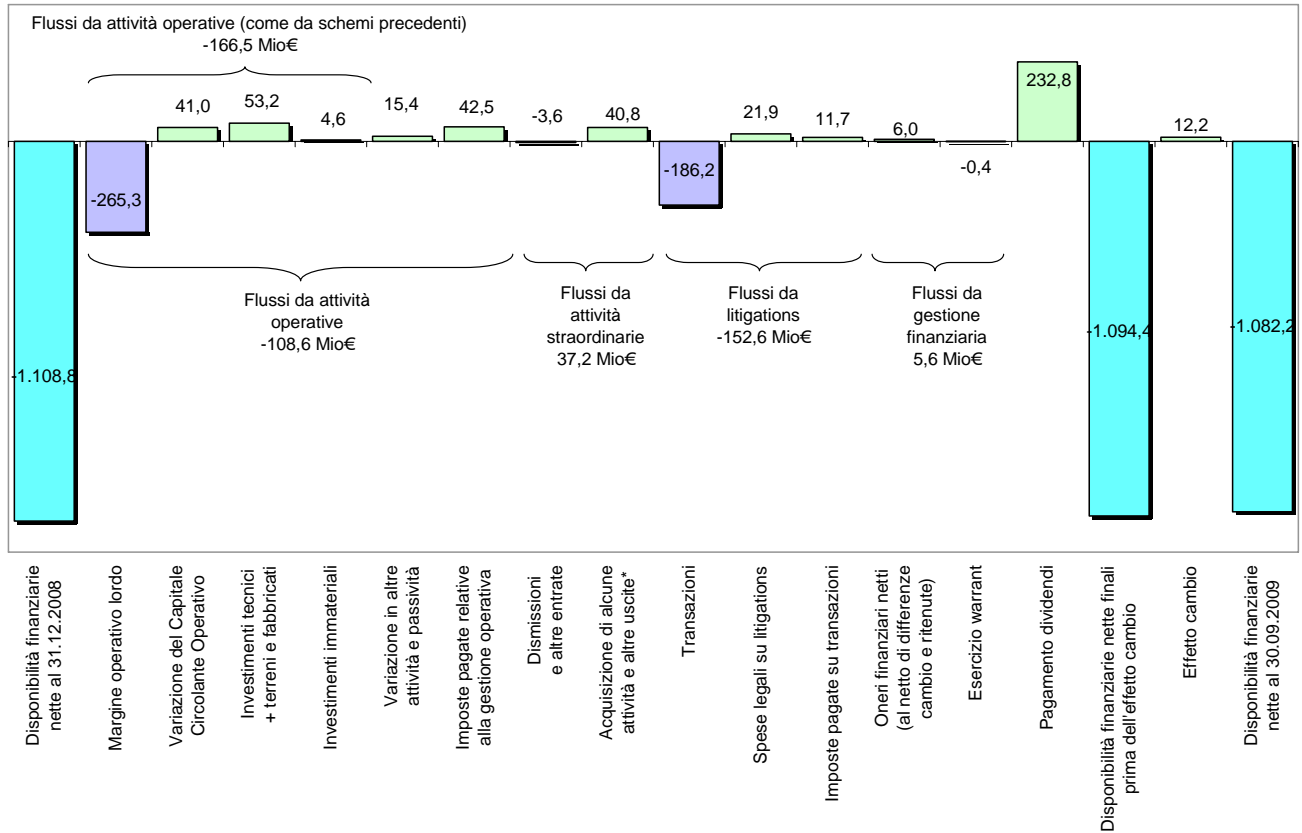 Flussi da attività operative (come da schemi precedenti)
-166,5 Mio€
41,0
53,2
4,6
15,4
42,5
-3,6
40,8
21,9
11,7
6,0
-0,4
232,8
12,2
-265,3
-186,2
-1.108,8
-1.094,4
-1.082,2
Flussi da attività
operative
-108,6 Mio€
Flussi da
attività
straordinarie
37,2 Mio€
Flussi da
litigations
-152,6 Mio€
Flussi da
gestione
finanziaria
5,6 Mio€
Disponibilità finanziarie
nette al 31.12.2008
Margine operativo lordo
Variazione del Capitale
Circolante Operativo
Investimenti tecnici
+ terreni e fabbricati
Investimenti immateriali
Variazione in altre
attività e passività
Imposte pagate relative
alla gestione operativa
Dismissioni
e altre entrate
Acquisizione di alcune
attività e altre uscite*
Transazioni
Spese legali su litigations
Imposte pagate su transazioni
Oneri finanziari netti
(al netto di differenze
cambio e ritenute)
Esercizio warrant
Pagamento dividendi
Disponibilità finanziarie nette finali
prima dell'effetto cambio
Effetto cambio
Disponibilità finanziarie
nette al 30.09.2009